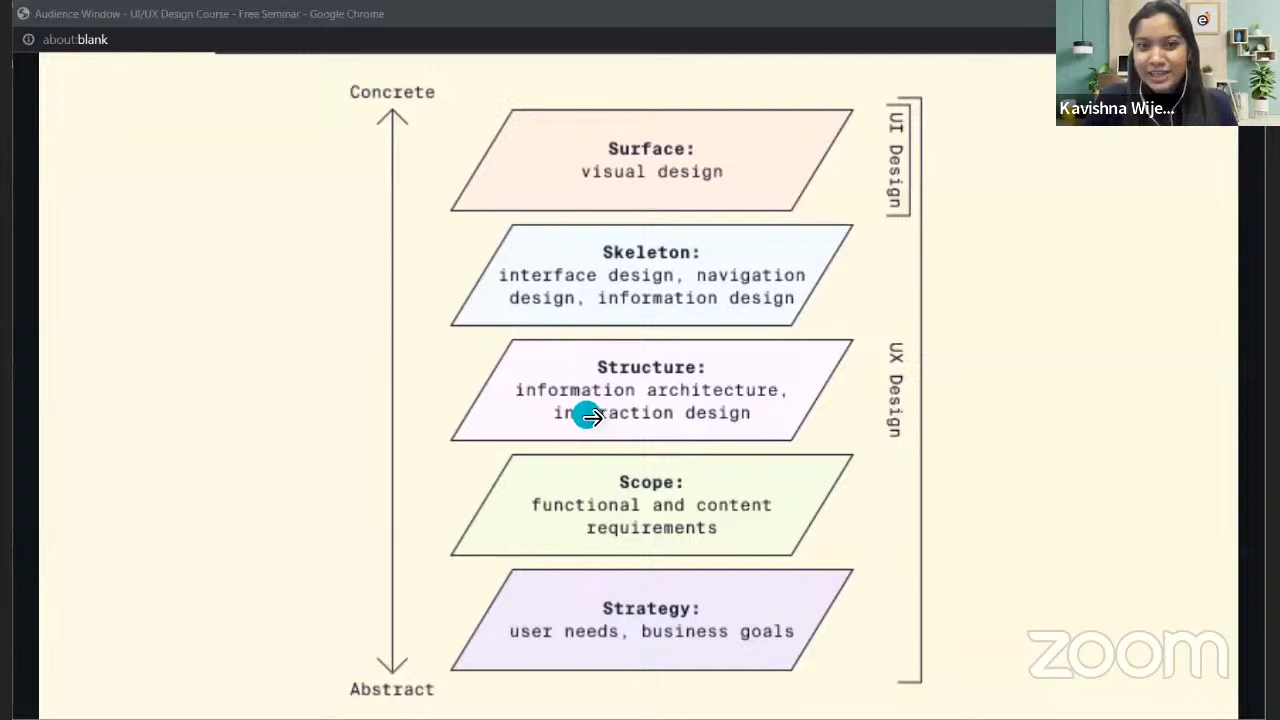 Audience Window - UI/UX Design Course - Free Seminar - Google Chrome
about:blank
Kavishna Wije...
Concrete
Surface:
visual design
UI Design
Skeleton:
interface design, navigation
design, information design
Structure:
information architecture,
interaction design
UX Design
Scope:
functional and content
requirements
Strategy:
user needs, business goals
Abstract
zoom